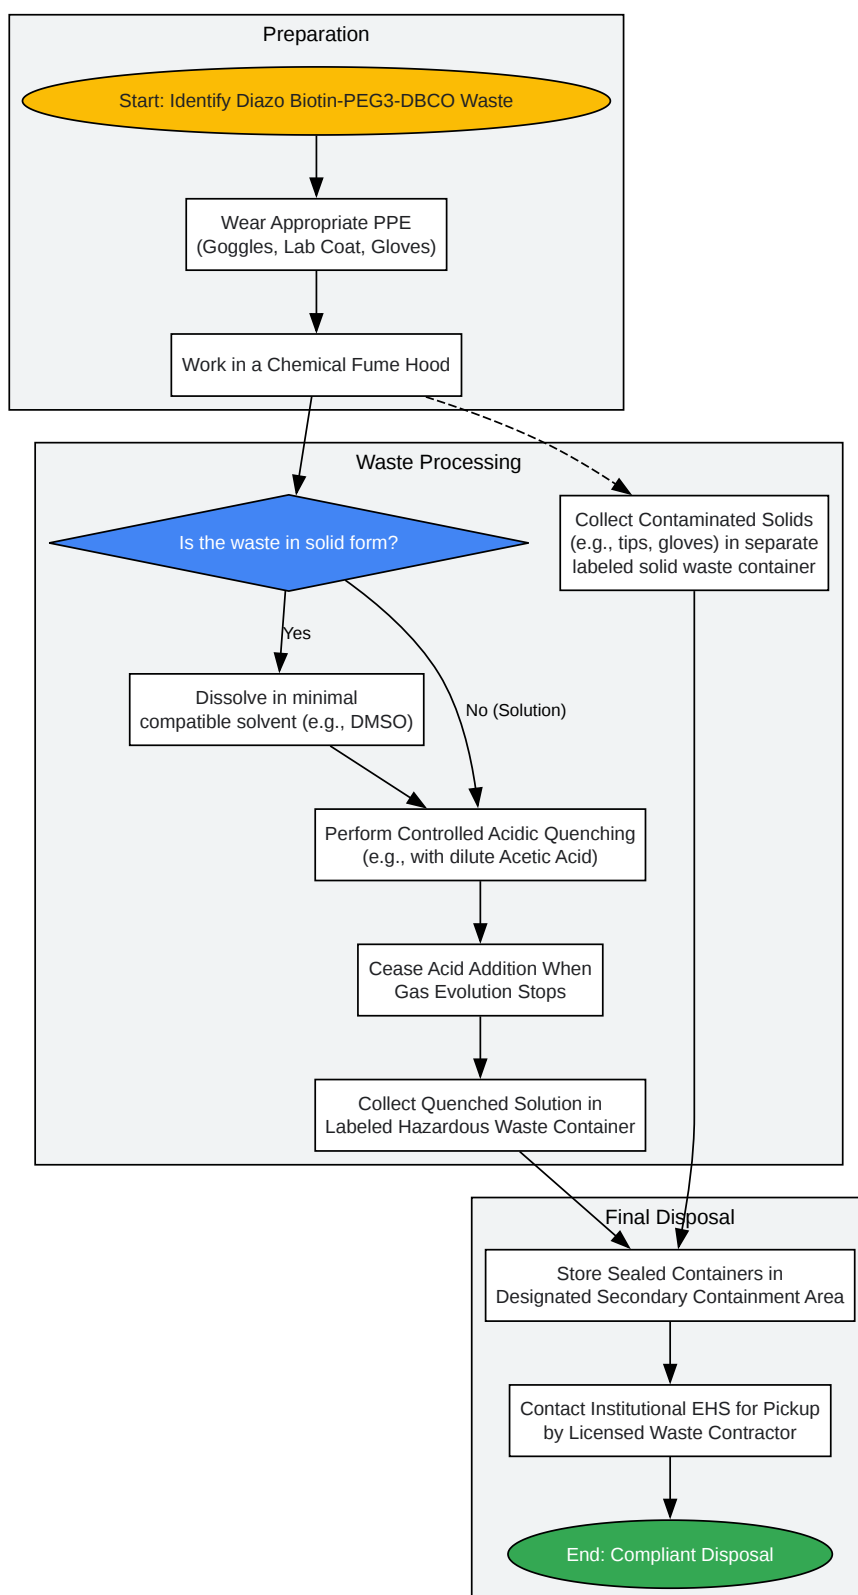 Preparation
Start: Identify Diazo Biotin-PEG3-DBCO Waste
Wear Appropriate PPE
(Goggles, Lab Coat, Gloves)
Work in a Chemical Fume Hood
Waste Processing
Is the waste in solid form?
Collect Contaminated Solids
(e.g., tips, gloves) in separate
labeled solid waste container
Yes
No (Solution)
Dissolve in minimal
compatible solvent (e.g., DMSO)
Perform Controlled Acidic Quenching
(e.g., with dilute Acetic Acid)
Cease Acid Addition When
Gas Evolution Stops
Collect Quenched Solution in
Labeled Hazardous Waste Container
Final Disposal
Store Sealed Containers in
Designated Secondary Containment Area
Contact Institutional EHS for Pickup
by Licensed Waste Contractor
End: Compliant Disposal